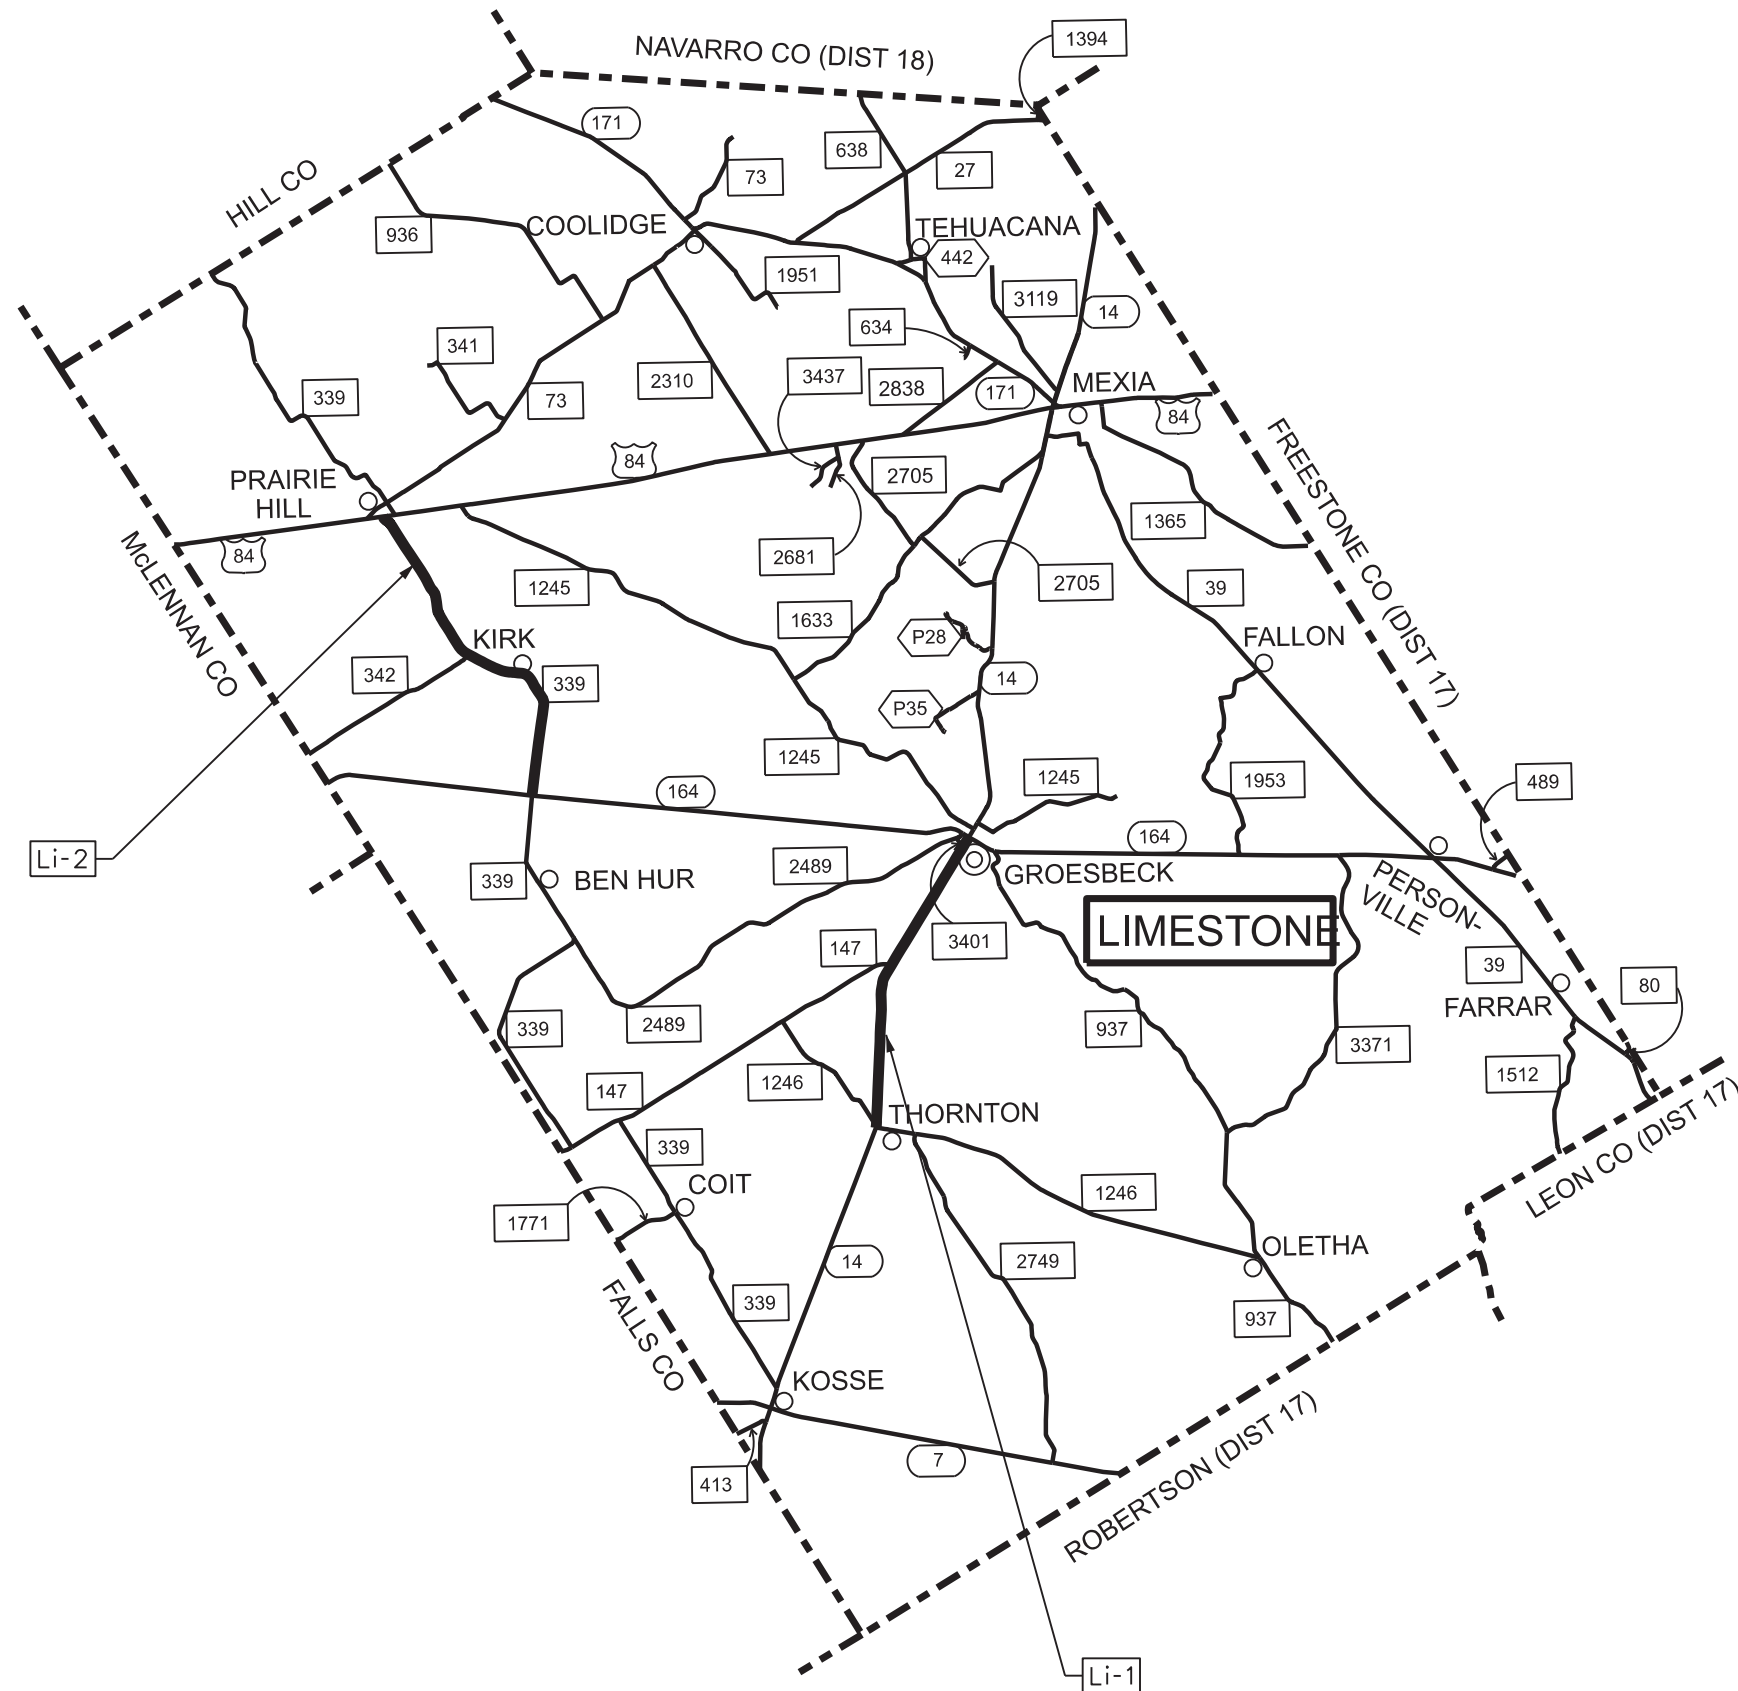 1394
NAVARRO CO (DIST 18)
171
638
27
73
HILL CO
936
COOLIDGE
TEHUACANA
442
1951
3119
14
634
341
3437
2838
171
MEXIA
2310
339
73
84
84
FREESTONE CO (DIST 17)
PRAIRIE
HILL
2705
1365
84
2681
2705
McLENNAN CO
1245
39
1633
P28
FALLON
KIRK
342
339
14
P35
1245
1245
1953
489
164
164
Li-2
339
BEN HUR
2489
GROESBECK
PERSON-
VILLE
LIMESTONE
147
3401
39
80
FARRAR
339
2489
937
3371
1512
147
1246
THORNTON
LEON CO (DIST 17)
339
COIT
1246
1771
OLETHA
14
2749
339
937
FALLS CO
KOSSE
7
413
ROBERTSON (DIST 17)
Li-1